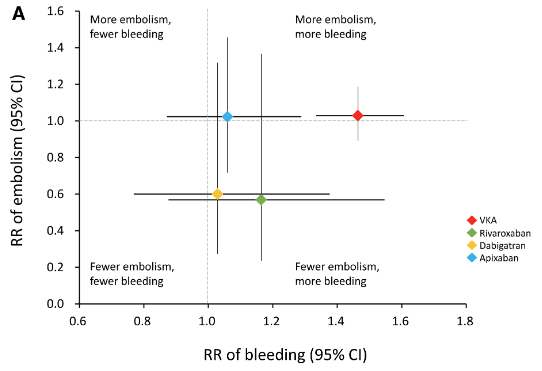 A
More embolism,
fewer bleeding
More embolism,
more bleeding
1.6
1.4
1.2
1.0
0.8
0.6
0.4
0.2
0.0
RR of embolism (95% CI)
Fewer embolism,
fewer bleeding
Fewer embolism,
more bleeding
VKA
Rivaroxaban
Dabigatran
Apixaban
0.6 0.8 1.0 1.2 1.4 1.6 1.8
RR of bleeding (95% CI)